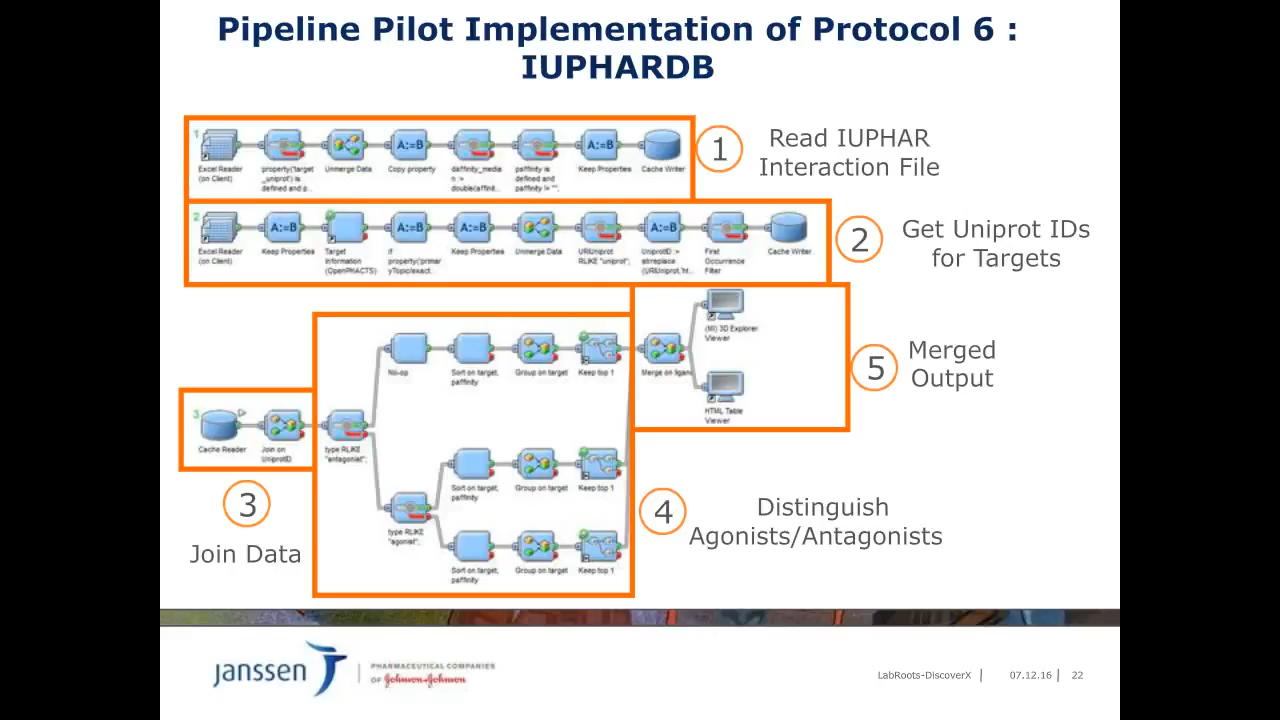 Pipeline Pilot Implementation of Protocol 6 :
IUPHARDB
1
Excel Reader
(on Client)
property('target
_uniprot') is
defined and p..
Unmerge Data
Copy property
daffinity_media
n :=
double(affinit..
paffinity is
defined and
paffinity != "";
Keep Properties
Cache Writer
1
Read IUPHAR
Interaction File
2
Excel Reader
(on Client)
Keep Properties
Target
Information
(OpenPHACTS)
if
property('primar
yTopic/exact..
Keep Properties
Unmerge Data
URIUniprot
RLIKE "uniprot";
UniprotID :=
strreplace
(URIUniprot,'ht..
First
Occurrence
Filter
Cache Writer
2
Get Uniprot IDs
for Targets
3
Cache Reader
Join on
UniprotID
3
Join Data
type RLIKE
"antagonist";
No-op
Sort on target,
paffinity
Group on target
Keep top 1
type RLIKE
"agonist";
Sort on target,
paffinity
Group on target
Keep top 1
Sort on target,
paffinity
Group on target
Keep top 1
4
Distinguish
Agonists/Antagonists
Merge on ligan
(MI) 3D Explorer
Viewer
HTML Table
Viewer
5
Merged
Output
janssen
PHARMACEUTICAL COMPANIES
OF Johnson & Johnson
LabRoots-DiscoverX | 07.12.16 | 22